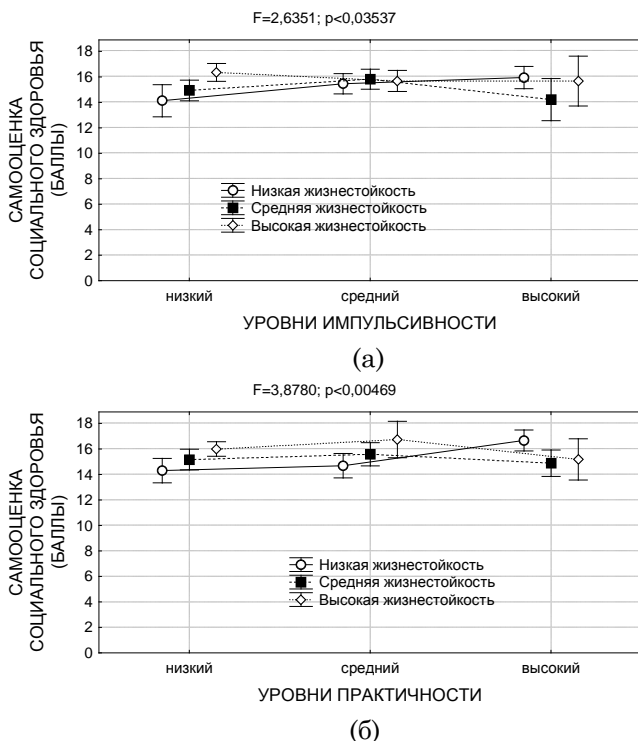 F=2,6351; p<0,03537
САМООЦЕНКА
СОЦИАЛЬНОГО ЗДОРОВЬЯ
(БАЛЛЫ)
18
16
14
12
10
8
6
4
2
0
Низкая жизнестойкость
Средняя жизнестойкость
Высокая жизнестойкость
низкий средний высокий
УРОВНИ ИМПУЛЬСИВНОСТИ
(а)
F=3,8780; p<0,00469
САМООЦЕНКА
СОЦИАЛЬНОГО ЗДОРОВЬЯ
(БАЛЛЫ)
18
16
14
12
10
8
6
4
2
0
Низкая жизнестойкость
Средняя жизнестойкость
Высокая жизнестойкость
низкий средний высокий
УРОВНИ ПРАКТИЧНОСТИ
(б)